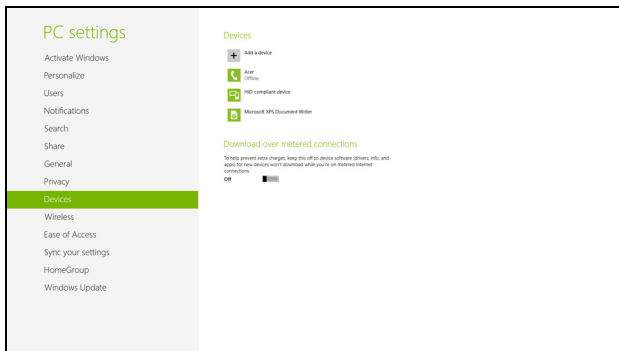 PC settings
Activate Windows
Personalize
Users
Notifications
Search
Share
General
Privacy
Devices
Wireless
Ease of Access
Sync your settings
HomeGroup
Windows Update
Devices
Add a device
Acer
Offline
HID-compliant device
Microsoft XPS Document Writer
Download over metered connections
To help prevent extra charges, keep this off so device software (drivers, info, and
apps) for new devices won't download while you're on metered Internet
connections.
Off